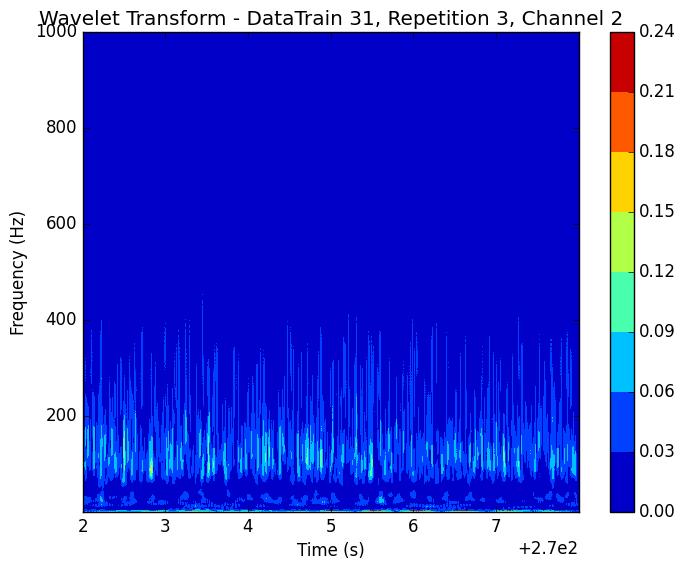 Wavelet Transform - DataTrain 31, Repetition 3, Channel 2
1000
800
600
400
200
Frequency (Hz)
2 3 4 5 6 7
Time (s)
+2.7e2
0.24
0.21
0.18
0.15
0.12
0.09
0.06
0.03
0.00